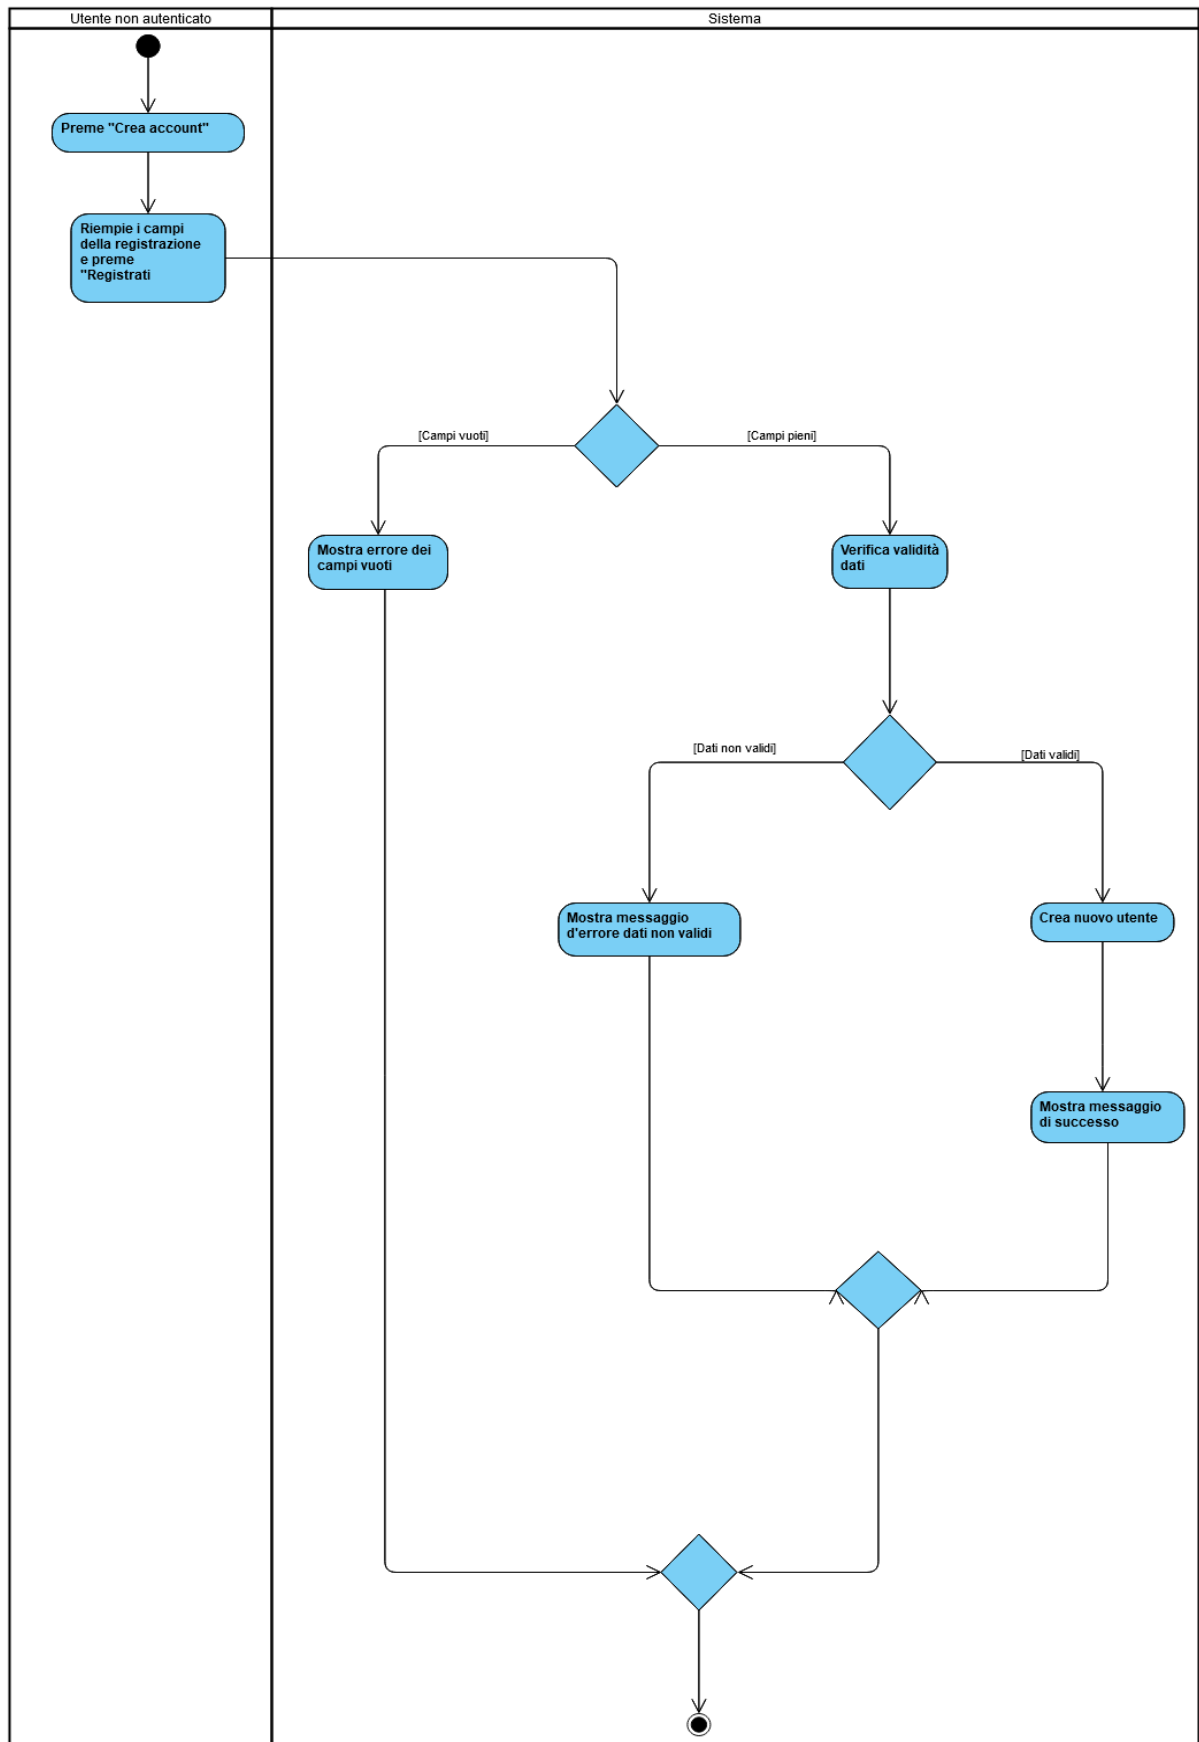 Utente non autenticato
Sistema
Preme "Crea account"
Riempie i campi
della registrazione
e preme
"Registrati
[Campi vuoti]
[Campi pieni]
Mostra errore dei
campi vuoti
Verifica validità
dati
[Dati non validi]
[Dati validi]
Mostra messaggio
d'errore dati non validi
Crea nuovo utente
Mostra messaggio
di successo